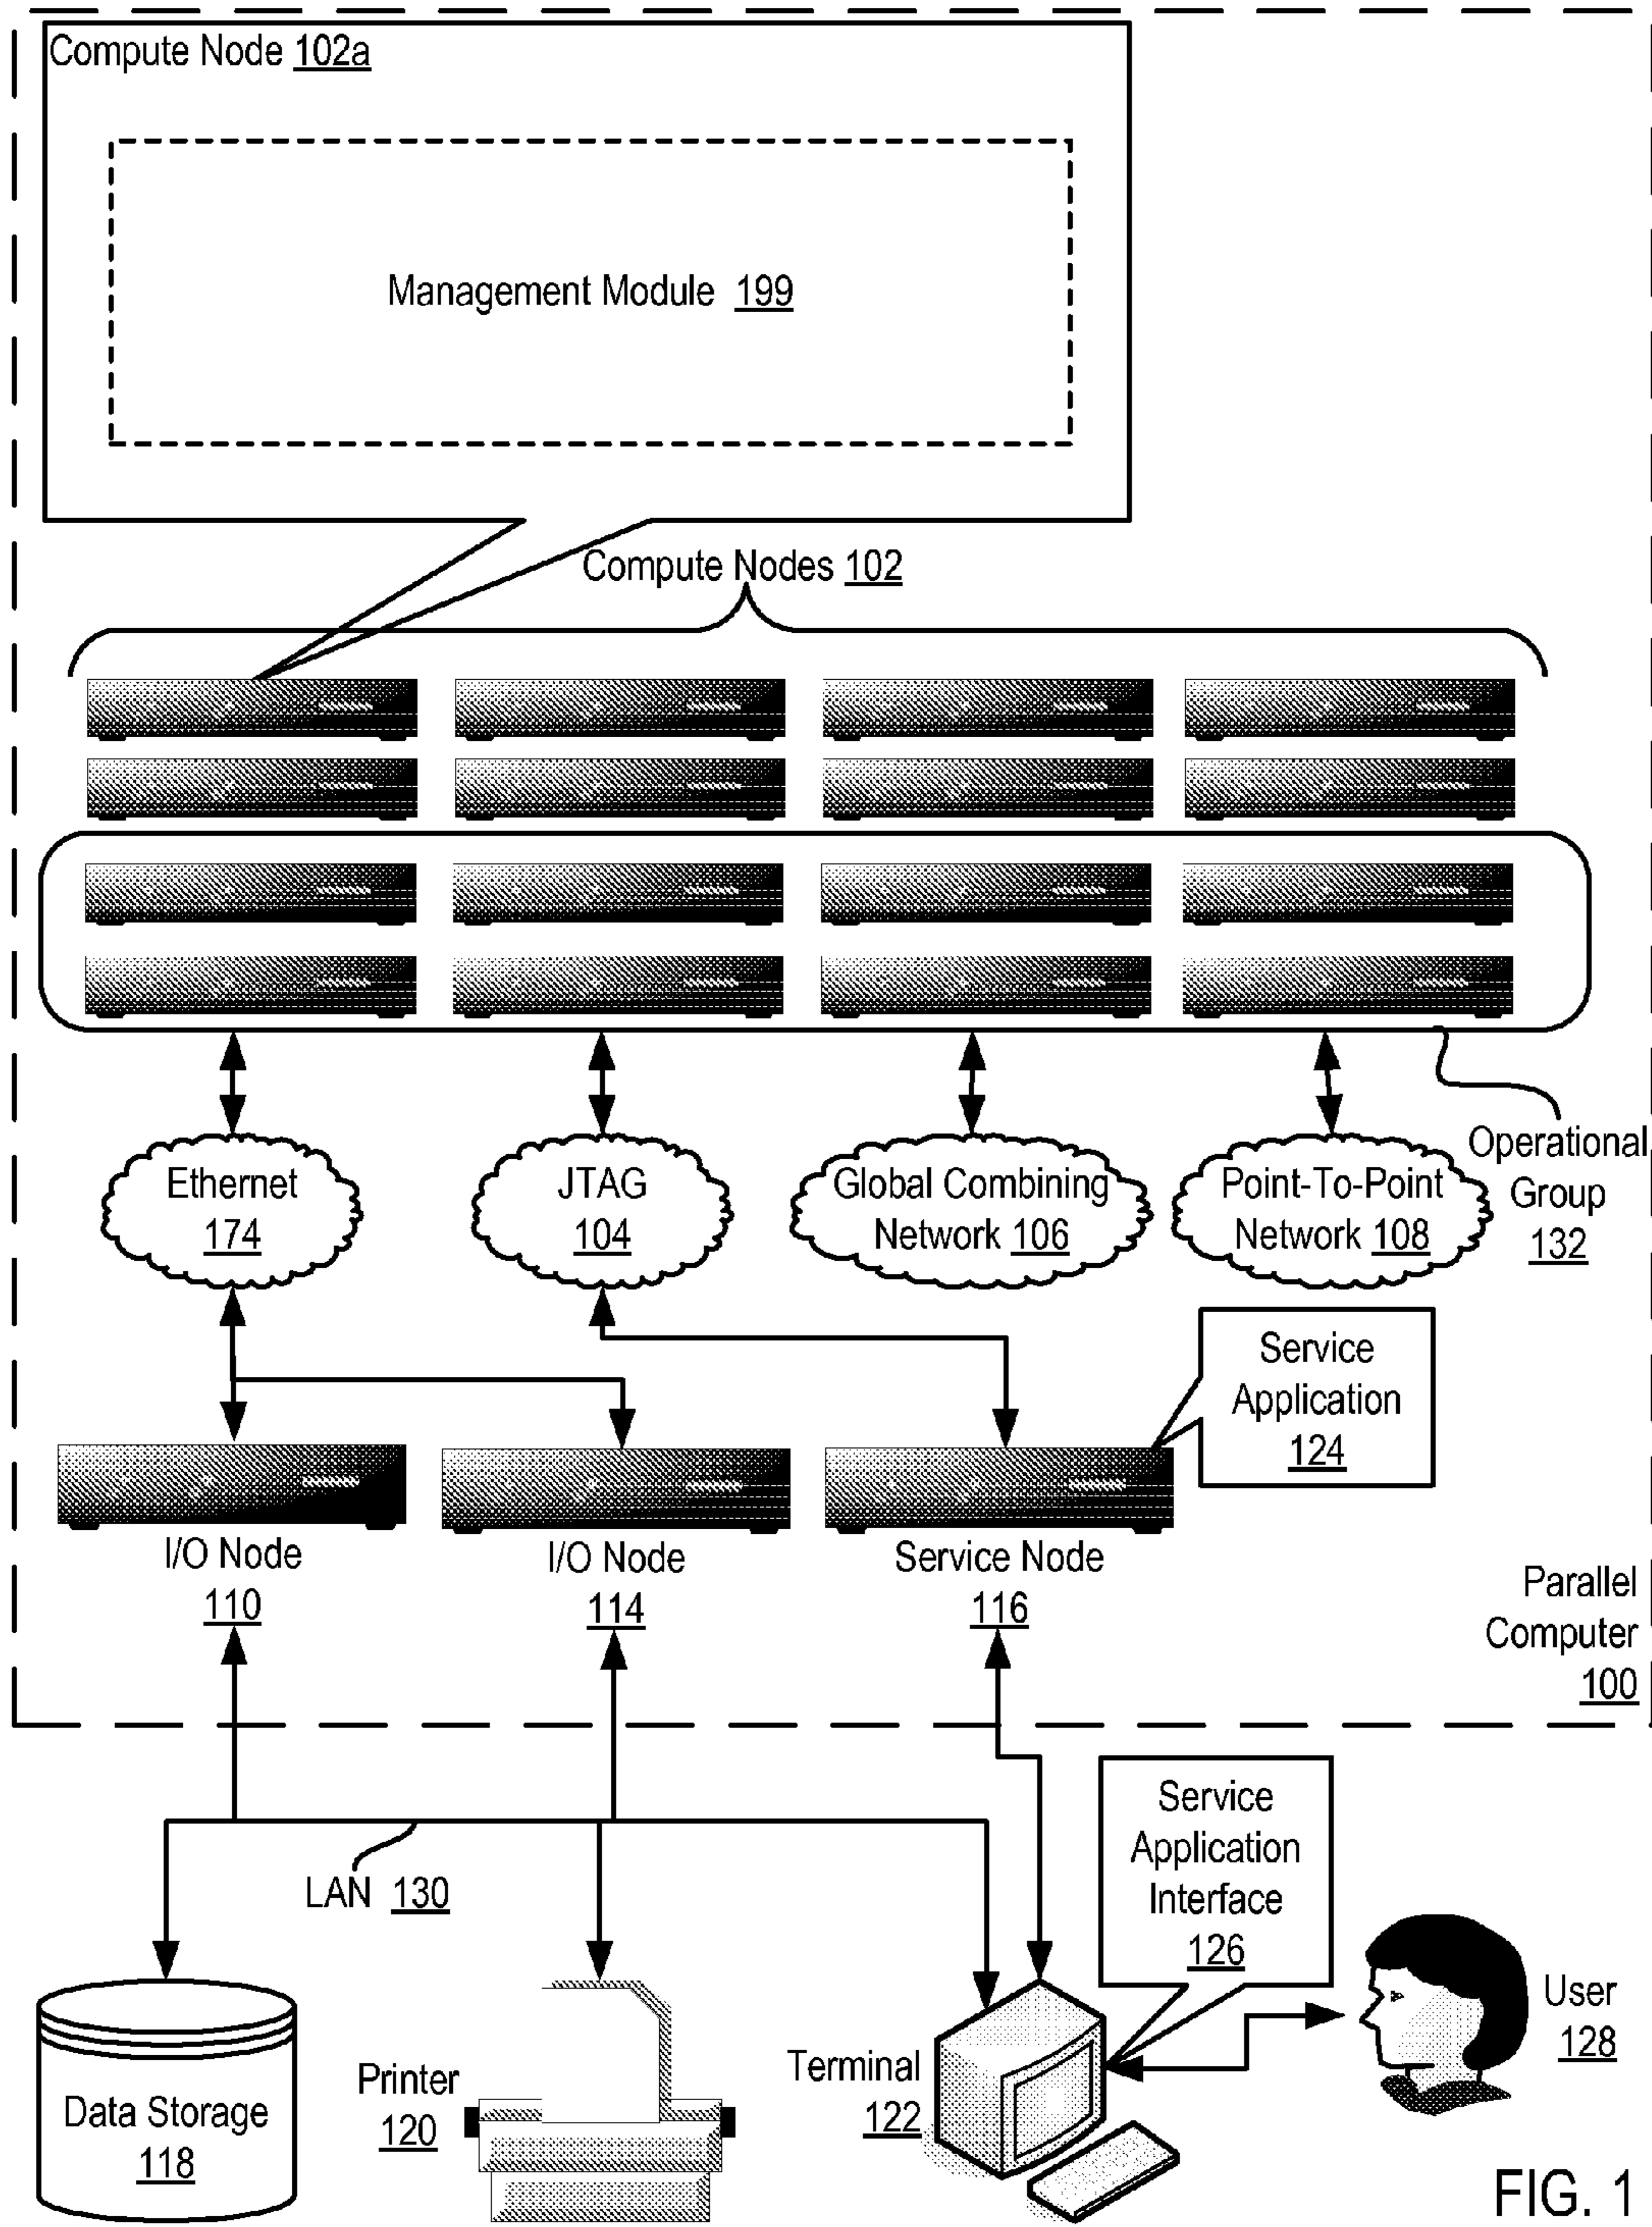 Compute Node 102a
Management Module 199
Compute Nodes 102
Ethernet
174
JTAG
104
Global Combining
Network 106
Point-To-Point
Network 108
Operational
Group
132
Service
Application
124
I/O Node
110
I/O Node
114
Service Node
116
Parallel
Computer
100
LAN 130
Service
Application
Interface
126
Data Storage
118
Printer
120
Terminal
122
User
128
FIG. 1